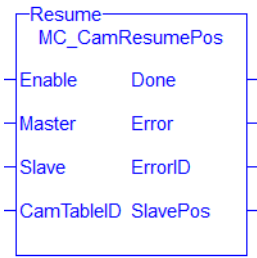 Resume
MC_CamResumePos
Enable Done
Master Error
Slave ErrorID
CamTableID SlavePos